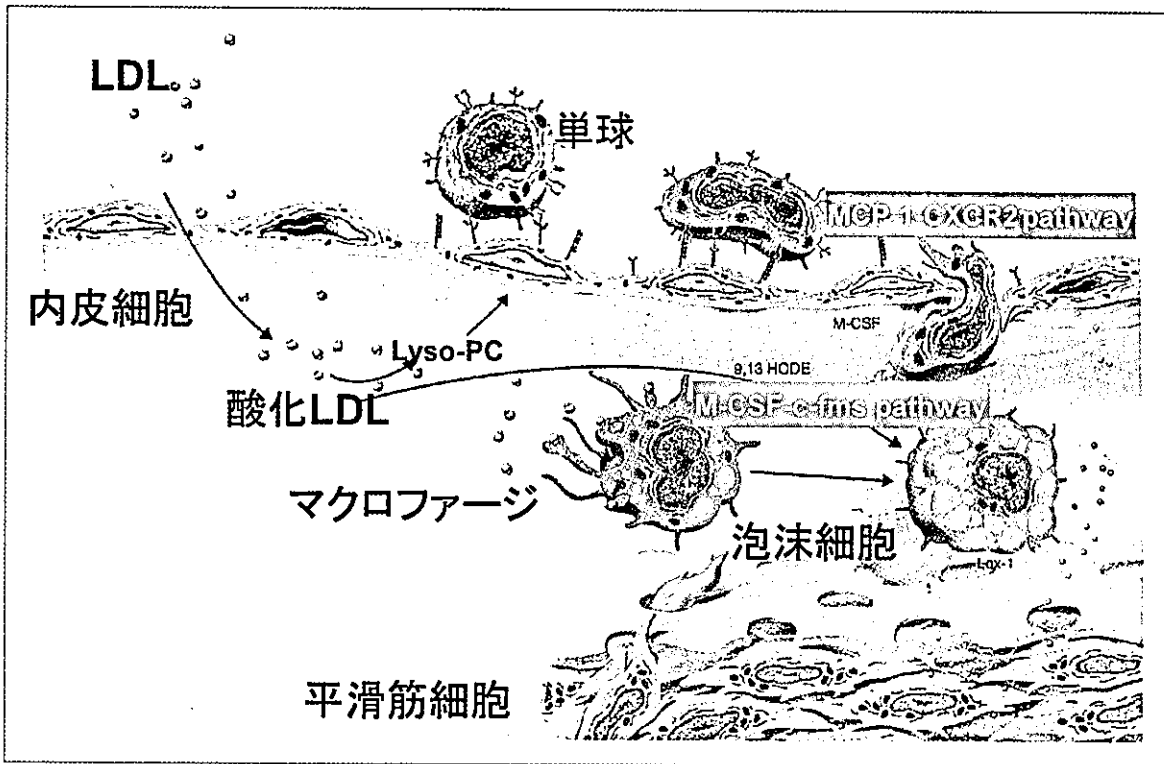 LDL
単球
MCP-1-CXCR2 pathway
内皮細胞
M-CSF
Lyso-PC
9,13 HODE
酸化LDL
M-CSF-c-fms pathway
マクロファージ
泡沫細胞
Lox-1
平滑筋細胞